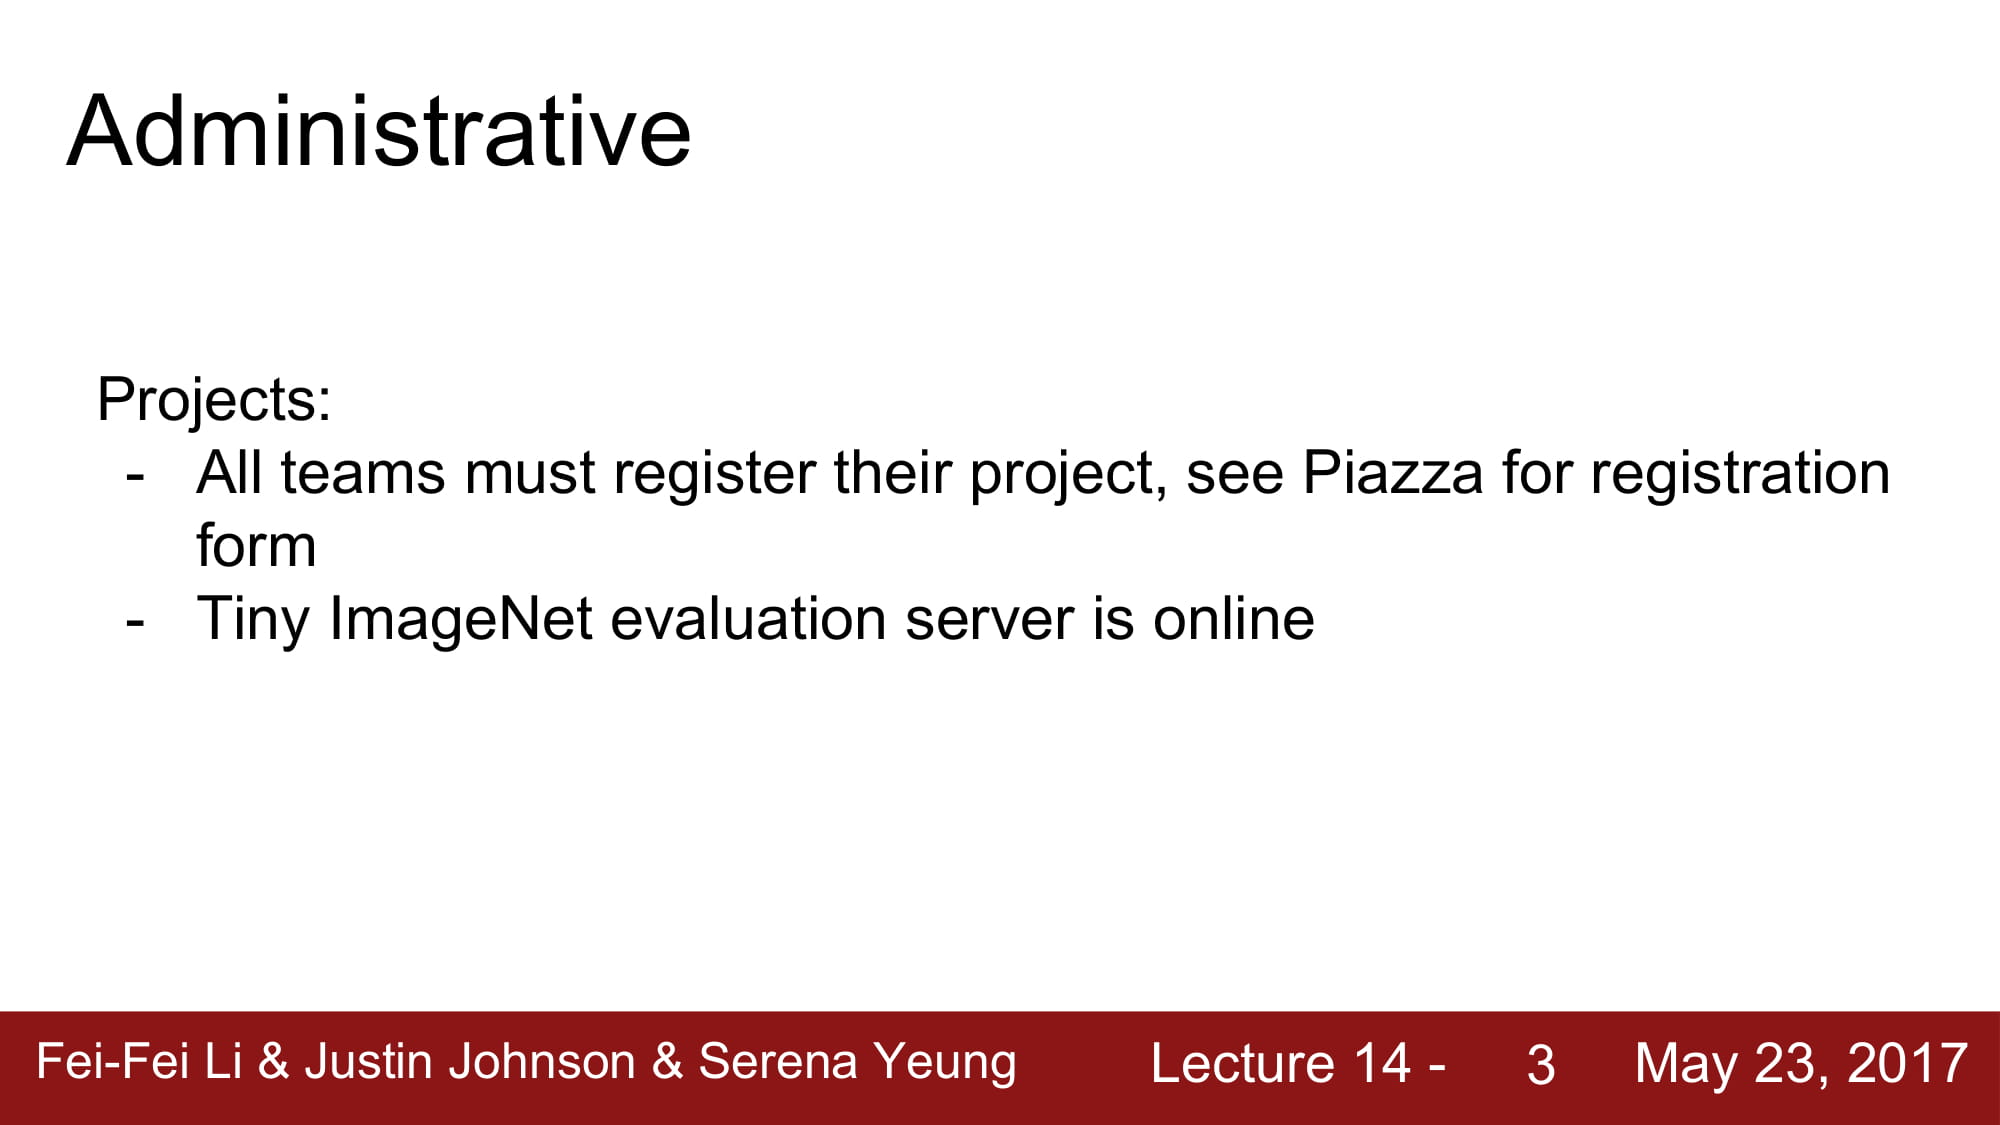 Administrative
Projects:
- All teams must register their project, see Piazza for registration
form
- Tiny ImageNet evaluation server is online
Fei-Fei Li & Justin Johnson & Serena Yeung Lecture 14 - 3 May 23, 2017